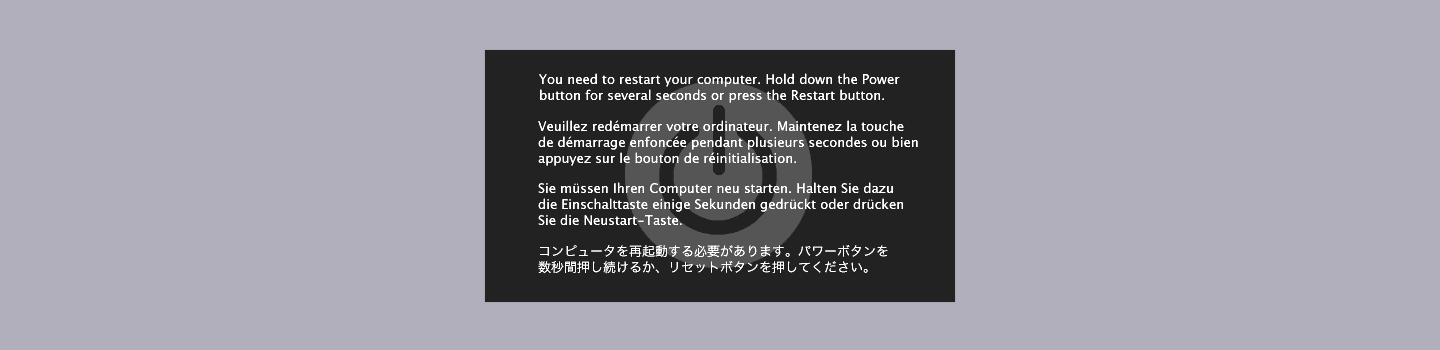 You need to restart your computer. Hold down the Power
button for several seconds or press the Restart button.
Veuillez redémarrer votre ordinateur. Maintenez la touche
de démarrage enfoncée pendant plusieurs secondes ou bien
appuyez sur le bouton de réinitialisation.
Sie müssen Ihren Computer neu starten. Halten Sie dazu
die Einschalttaste einige Sekunden gedrückt oder drücken
Sie die Neustart-Taste.
コンピュータを再起動する必要があります。パワーボタンを
数秒間押し続けるか、リセットボタンを押してください。